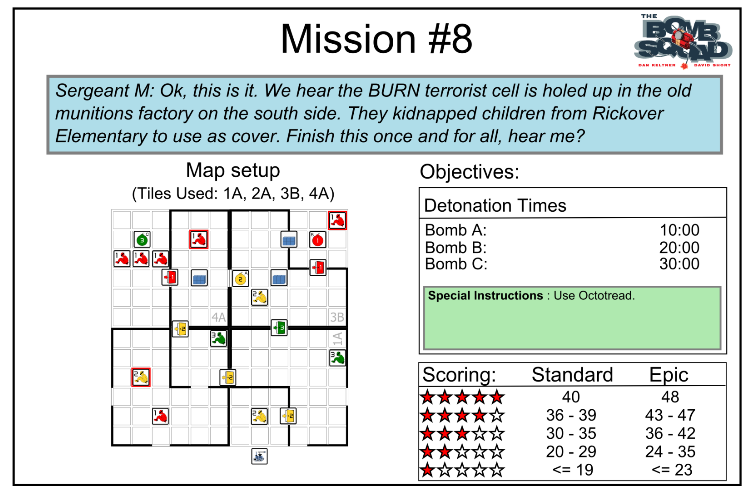 Mission #8
THE
BOMB
SQUAD
DAN KELTNER DAVID SHORT
Sergeant M: Ok, this is it. We hear the BURN terrorist cell is holed up in the old
munitions factory on the south side. They kidnapped children from Rickover
Elementary to use as cover. Finish this once and for all, hear me?
Map setup
(Tiles Used: 1A, 2A, 3B, 4A)
4A
3B
1A
Objectives:
Detonation Times
Bomb A: 10:00
Bomb B: 20:00
Bomb C: 30:00
Special Instructions : Use Octotread.
Scoring: Standard Epic
40 48
36 - 39 43 - 47
30 - 35 36 - 42
20 - 29 24 - 35
<= 19 <= 23